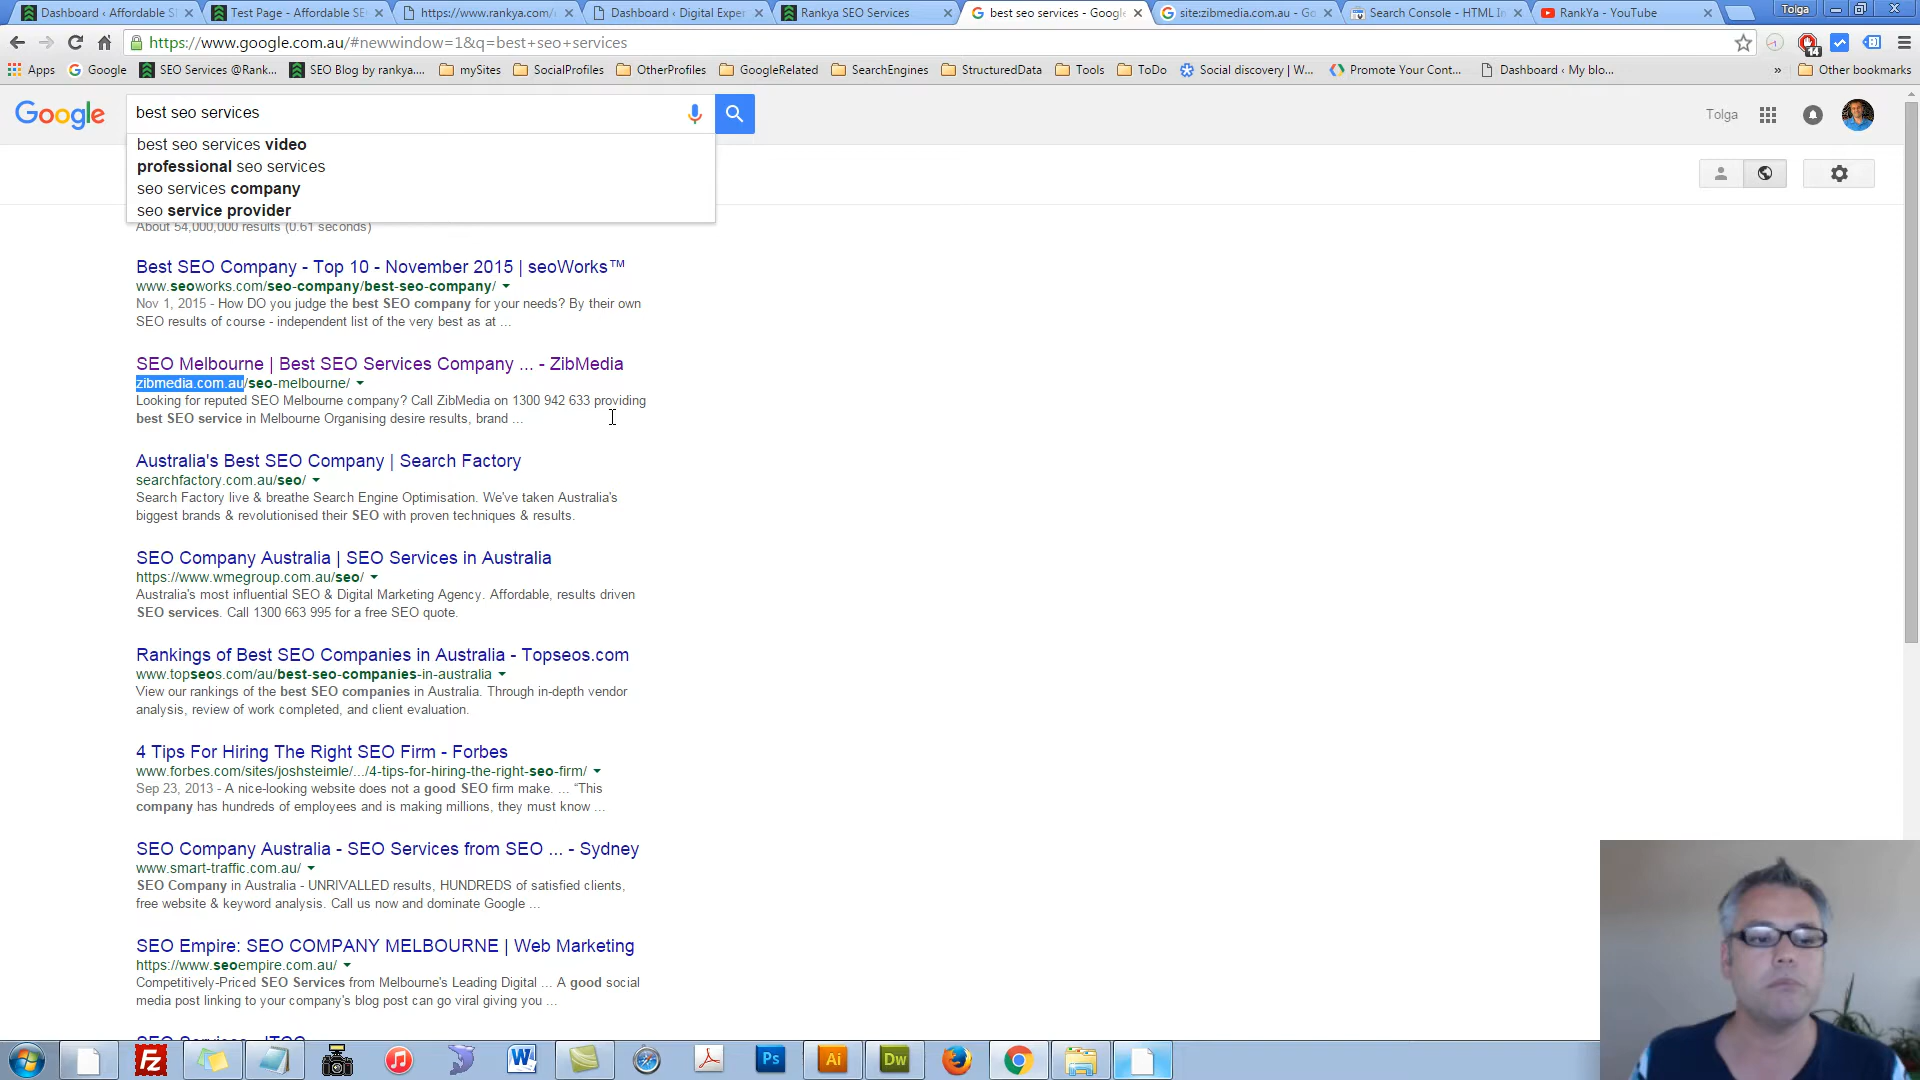 Dashboard ‹ Affordable S
Test Page - Affordable SE
https://www.rankya.com/
Dashboard ‹ Digital Exper
Rankya SEO Services
best seo services - Google
site:zibmedia.com.au - Go
Search Console - HTML In
RankYa - YouTube
Tolga
https://www.google.com.au/#newwindow=1&q=best+seo+services
14
Apps
Google
SEO Services @Rank...
SEO Blog by rankya....
mySites
SocialProfiles
OtherProfiles
GoogleRelated
SearchEngines
StructuredData
Tools
ToDo
Social discovery | W...
Promote Your Cont...
Dashboard ‹ My blo...
»
Other bookmarks
Google
best seo services
Tolga
best seo services video
professional seo services
seo services company
seo service provider
About 54,000,000 results (0.61 seconds)
Best SEO Company - Top 10 - November 2015 | seoWorks™
www.seoworks.com/seo-company/best-seo-company/
Nov 1, 2015 - How DO you judge the best SEO company for your needs? By their own
SEO results of course - independent list of the very best as at ...
SEO Melbourne | Best SEO Services Company ... - ZibMedia
zibmedia.com.au/seo-melbourne/
Looking for reputed SEO Melbourne company? Call ZibMedia on 1300 942 633 providing
best SEO service in Melbourne Organising desire results, brand ...
Australia's Best SEO Company | Search Factory
searchfactory.com.au/seo/
Search Factory live & breathe Search Engine Optimisation. We've taken Australia's
biggest brands & revolutionised their SEO with proven techniques & results.
SEO Company Australia | SEO Services in Australia
https://www.wmegroup.com.au/seo/
Australia's most influential SEO & Digital Marketing Agency. Affordable, results driven
SEO services. Call 1300 663 995 for a free SEO quote.
Rankings of Best SEO Companies in Australia - Topseos.com
www.topseos.com/au/best-seo-companies-in-australia
View our rankings of the best SEO companies in Australia. Through in-depth vendor
analysis, review of work completed, and client evaluation.
4 Tips For Hiring The Right SEO Firm - Forbes
www.forbes.com/sites/joshsteimle/.../4-tips-for-hiring-the-right-seo-firm/
Sep 23, 2013 - A nice-looking website does not a good SEO firm make. ... “This
company has hundreds of employees and is making millions, they must know ...
SEO Company Australia - SEO Services from SEO ... - Sydney
www.smart-traffic.com.au/
SEO Company in Australia - UNRIVALLED results, HUNDREDS of satisfied clients,
free website & keyword analysis. Call us now and dominate Google ...
SEO Empire: SEO COMPANY MELBOURNE | Web Marketing
https://www.seoempire.com.au/
Competitively-Priced SEO Services from Melbourne's Leading Digital ... A good social
media post linking to your company's blog post can go viral giving you ...
Fz
W
Ps
Ai
Dw